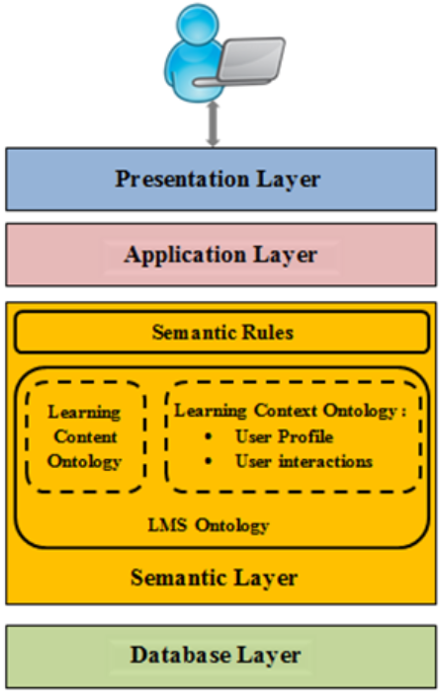 Presentation Layer
Application Layer
Semantic Rules
Learning
Content
Ontology
Learning Context Ontology :
• User Profile
• User interactions
LMS Ontology
Semantic Layer
Database Layer